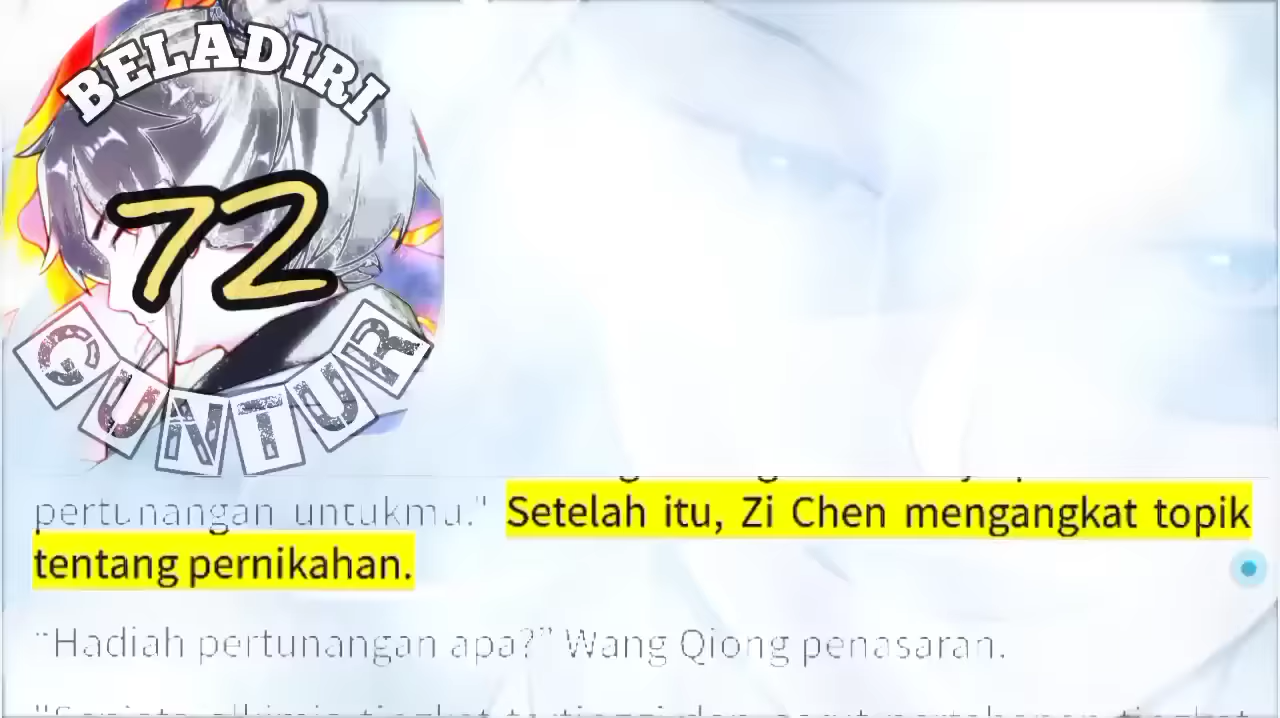 BELADIRI
72
GUNTUR
pertunangan untukmu." Setelah itu, Zi Chen mengangkat topik
tentang pernikahan.
"Hadiah pertunangan apa?" Wang Qiong penasaran.